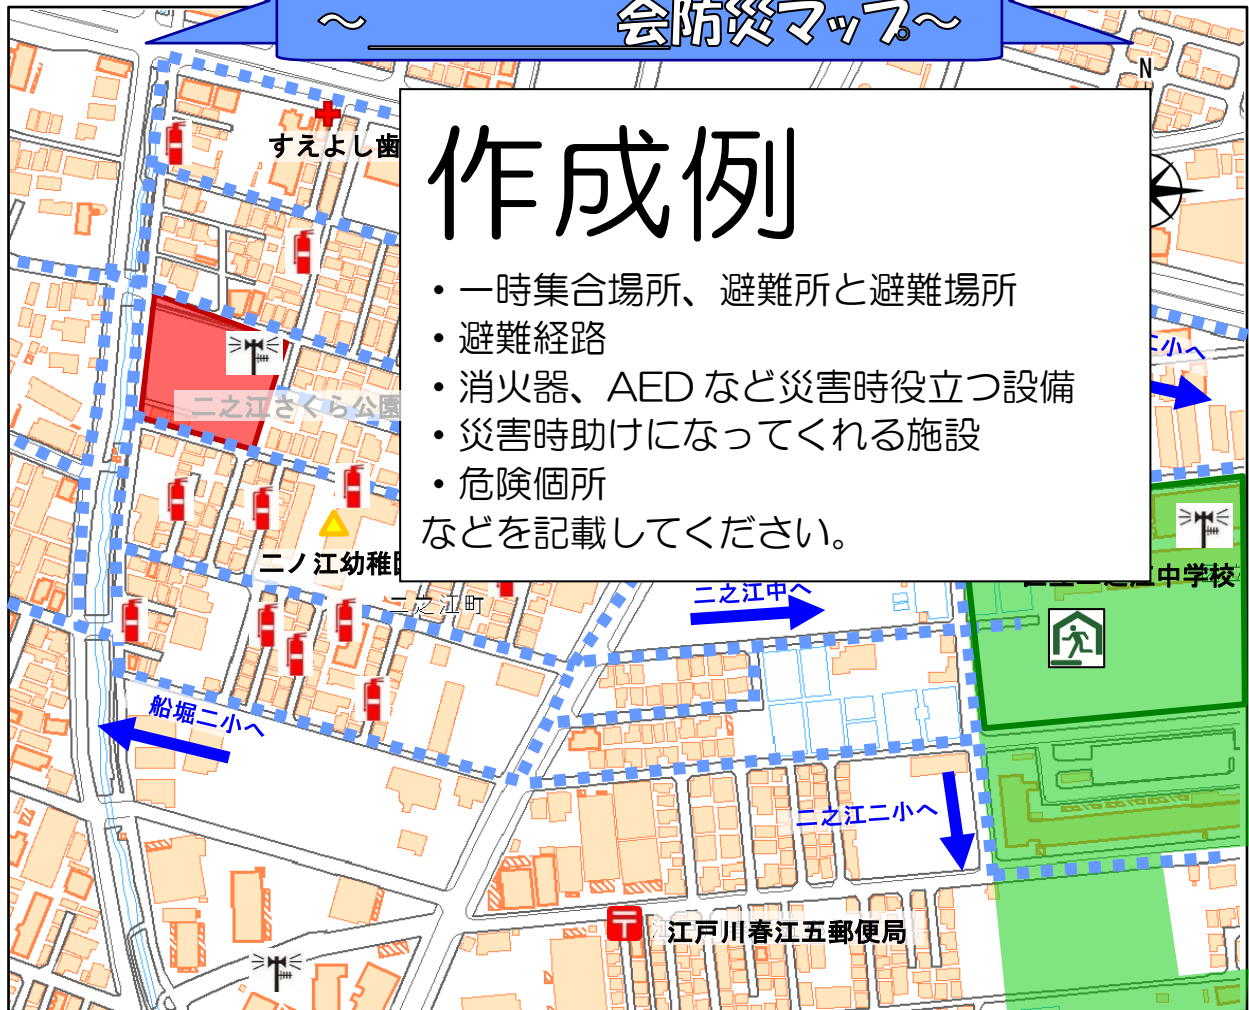 ～　　　　　　会防災マップ～
N
すえよし歯
作成例
・一時集合場所、避難所と避難場所
・避難経路
・消火器、AED など災害時役立つ設備
・災害時助けになってくれる施設
・危険個所
などを記載してください。
二小へ
二之江さくら公園
二ノ江幼稚園
二之江町
二之江中へ
中学校
船堀二小へ
二之江二小へ
〒
江戸川春江五郵便局